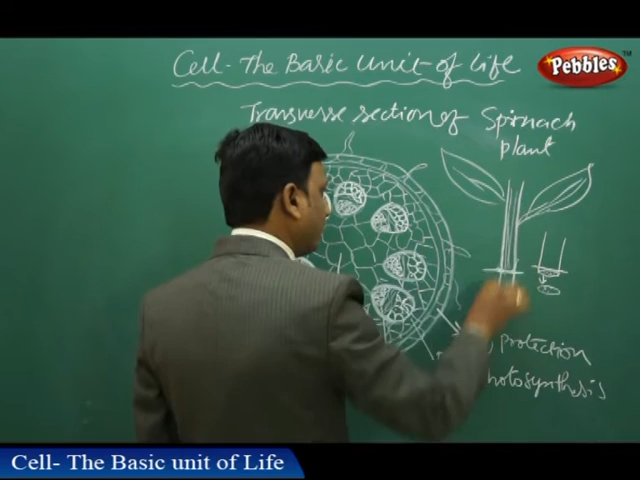 Cell - The Basic Unit of Life
Pebbles TM
Transverse section of Spinach
plant
protection
hotosynthesis
Cell- The Basic unit of Life